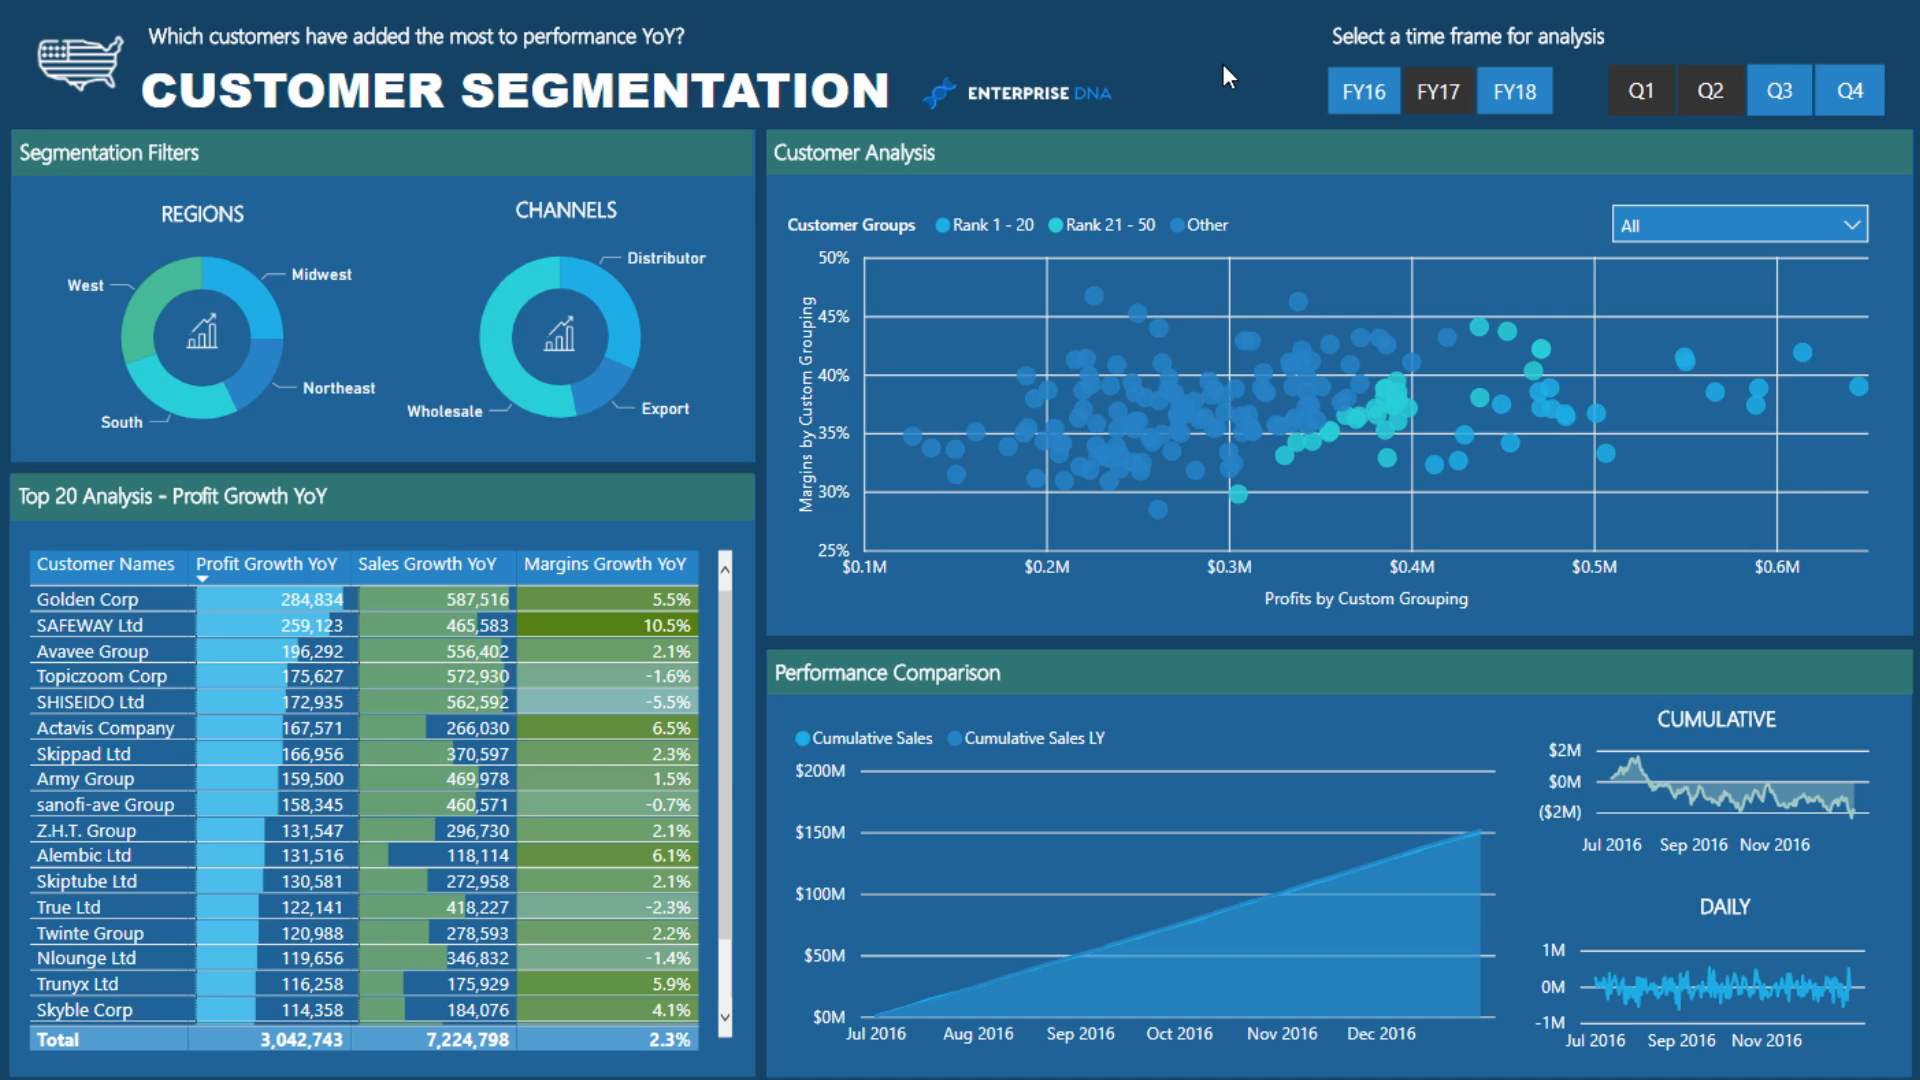 Which customers have added the most to performance YoY?
CUSTOMER SEGMENTATION
ENTERPRISE DNA
Select a time frame for analysis
FY16 FY17 FY18 Q1 Q2 Q3 Q4
Segmentation Filters
REGIONS
West
Midwest
Northeast
South
CHANNELS
Distributor
Wholesale
Export
Top 20 Analysis - Profit Growth YoY
Customer Names Profit Growth YoY Sales Growth YoY Margins Growth YoY
Golden Corp 284,834 587,516 5.5%
SAFEWAY Ltd 259,123 465,583 10.5%
Avavee Group 196,292 556,402 2.1%
Topiczoom Corp 175,627 572,930 -1.6%
SHISEIDO Ltd 172,935 562,592 -5.5%
Actavis Company 167,571 266,030 6.5%
Skippad Ltd 166,956 370,597 2.3%
Army Group 159,500 469,978 1.5%
sanofi-ave Group 158,345 460,571 -0.7%
Z.H.T. Group 131,547 296,730 2.1%
Alembic Ltd 131,516 118,114 6.1%
Skiptube Ltd 130,581 272,958 2.1%
True Ltd 122,141 418,227 -2.3%
Twinte Group 120,988 278,593 2.2%
Nlounge Ltd 119,656 346,832 -1.4%
Trunyx Ltd 116,258 175,929 5.9%
Skyble Corp 114,358 184,076 4.1%
Total 3,042,743 7,224,798 2.3%
Customer Analysis
Customer Groups Rank 1 - 20 Rank 21 - 50 Other
All
Margins by Custom Grouping
50%
45%
40%
35%
30%
25%
$0.1M $0.2M $0.3M $0.4M $0.5M $0.6M
Profits by Custom Grouping
Performance Comparison
Cumulative Sales Cumulative Sales LY
$200M
$150M
$100M
$50M
$0M
Jul 2016 Aug 2016 Sep 2016 Oct 2016 Nov 2016 Dec 2016
CUMULATIVE
$2M
$0M
($2M)
Jul 2016 Sep 2016 Nov 2016
DAILY
1M
0M
-1M
Jul 2016 Sep 2016 Nov 2016